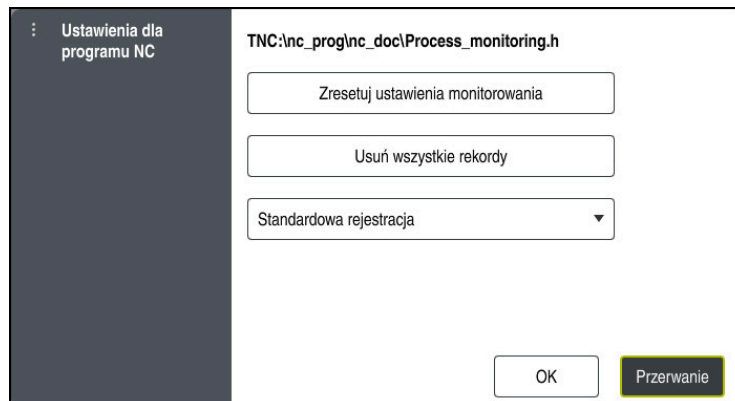 Ustawienia dla
programu NC
TNC:\nc_prog\nc_doc\Process_monitoring.h
Zresetuj ustawienia monitorowania
Usuń wszystkie rekordy
Standardowa rejestracja
OK
Przerwanie